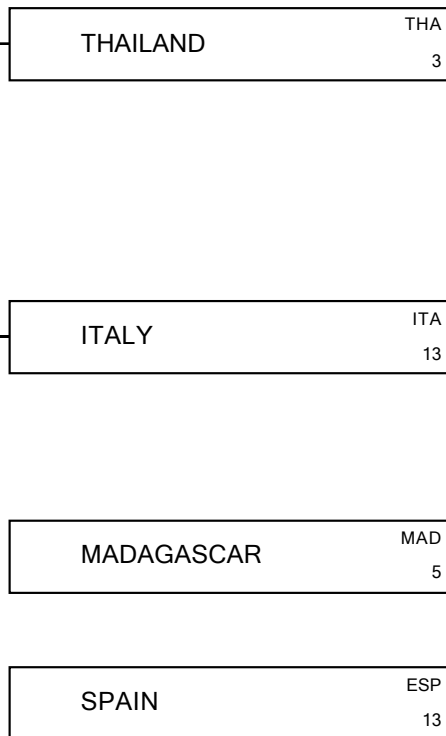 THAILAND THA
3
ITALY ITA
13
MADAGASCAR MAD
5
SPAIN ESP
13